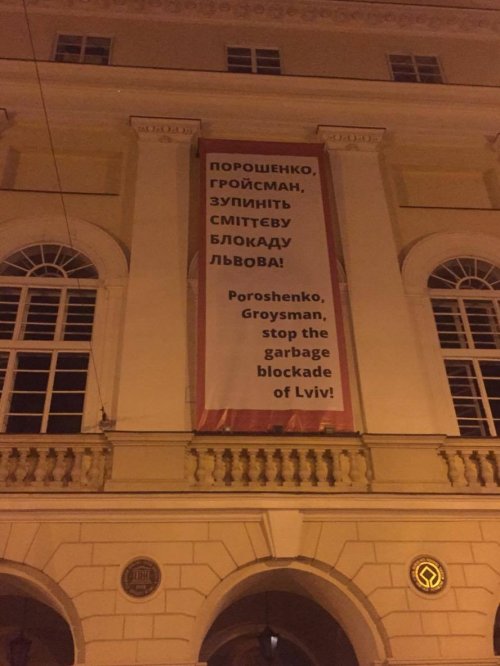 ПОРОШЕНКО,
ГРОЙСМАН,
ЗУПИНІТЬ
СМІТТЄВУ
БЛОКАДУ
ЛЬВОВА!
Poroshenko,
Groysman,
stop the
garbage
blockade
of Lviv!